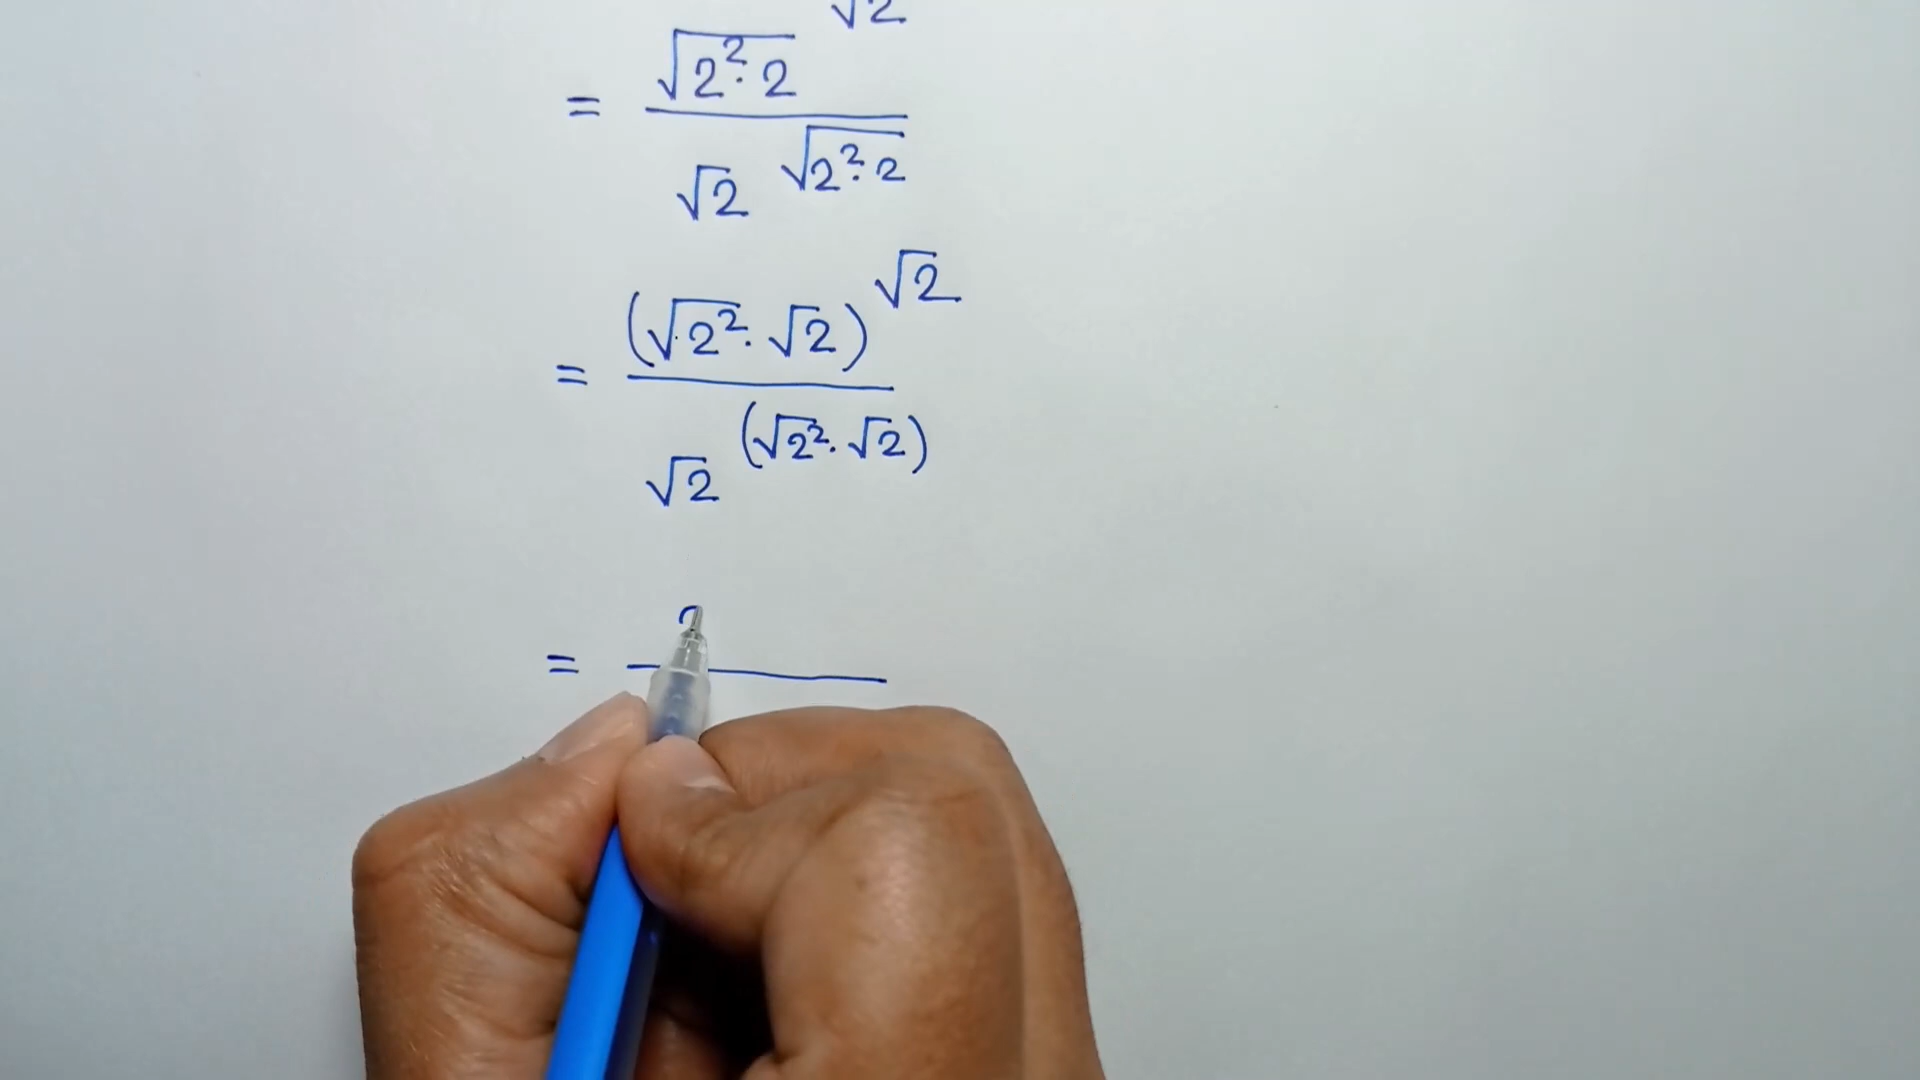 = √(2²·2)^√2 / √2^√(2²·2)
= (√2²·√2)^√2 / √2^(√2²·√2)
=